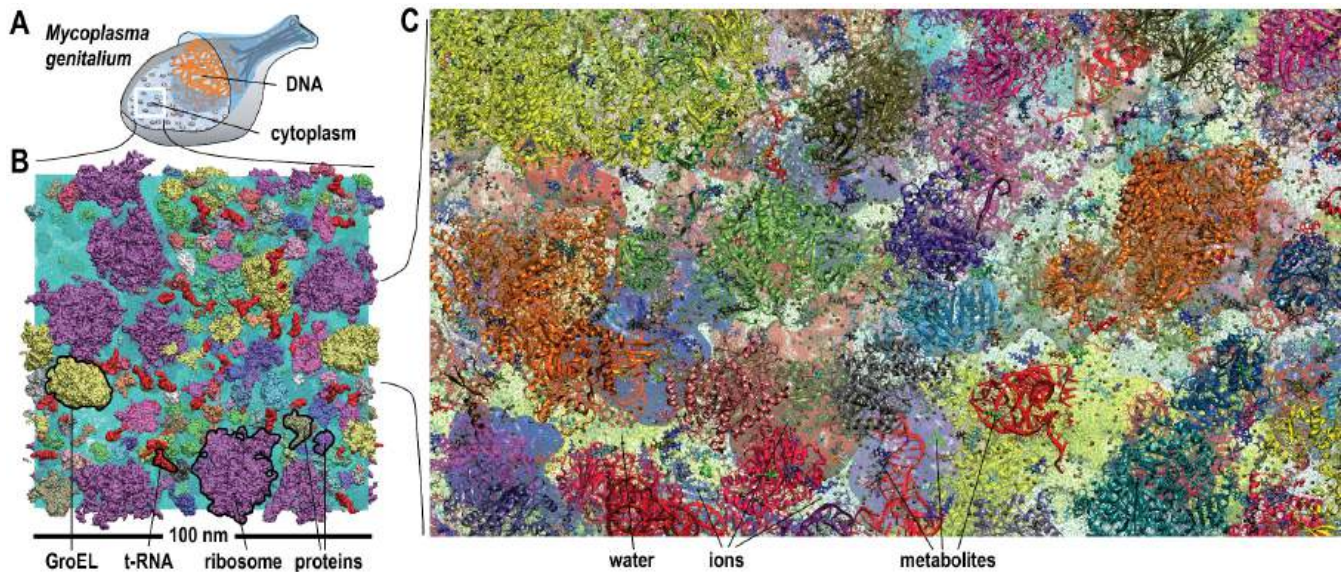 A
Mycoplasma
genitalium
DNA
cytoplasm
B
100 nm
GroEL t-RNA ribosome proteins
C
water ions metabolites